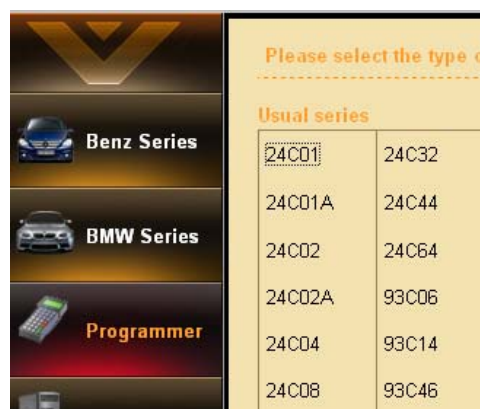 Please select the type
Usual series
Benz Series
BMW Series
Programmer
24C01 24C32
24C01A 24C44
24C02 24C64
24C02A 93C06
24C04 93C14
24C08 93C46